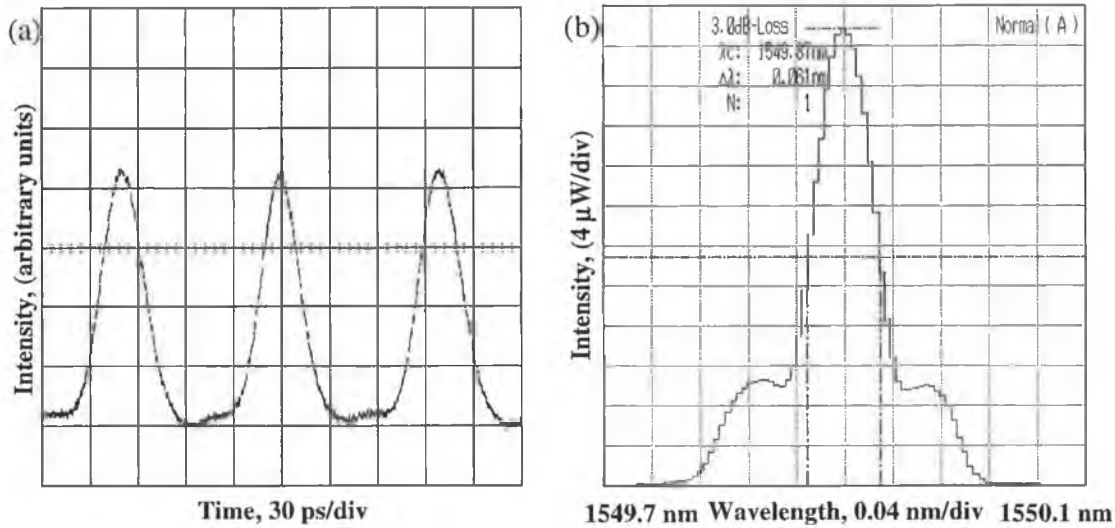 (a)
Intensity, (arbitrary units)
Time, 30 ps/div
(b)
3.0dB-Loss
Normal (A)
λc: 1549.87nm
Δλ: 0.061nm
N: 1
Intensity, (4 µW/div)
1549.7 nm Wavelength, 0.04 nm/div 1550.1 nm